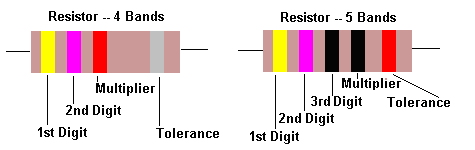 Resistor -- 4 Bands
Multiplier
2nd Digit
1st Digit
Tolerance
Resistor -- 5 Bands
Multiplier
3rd Digit
Tolerance
2nd Digit
1st Digit